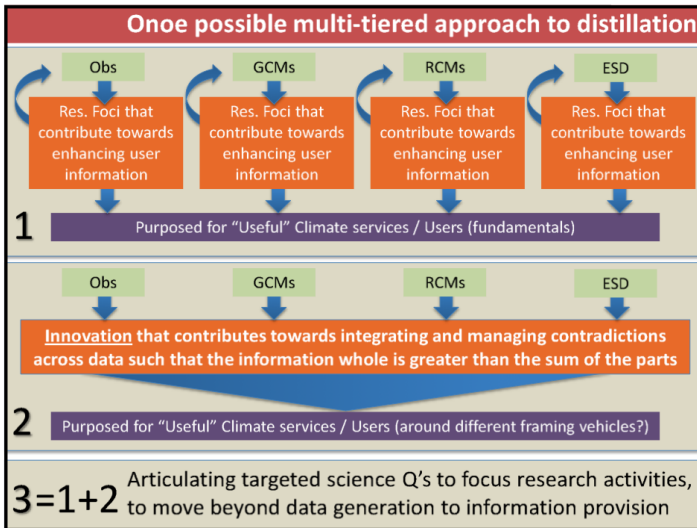 Onoe possible multi-tiered approach to distillation
Obs
GCMs
RCMs
ESD
Res. Foci that
contribute towards
enhancing user
information
Res. Foci that
contribute towards
enhancing user
information
Res. Foci that
contribute towards
enhancing user
information
Res. Foci that
contribute towards
enhancing user
information
1
Purposed for “Useful” Climate services / Users (fundamentals)
Obs
GCMs
RCMs
ESD
Innovation that contributes towards integrating and managing contradictions
across data such that the information whole is greater than the sum of the parts
2
Purposed for “Useful” Climate services / Users (around different framing vehicles?)
3=1+2
Articulating targeted science Q’s to focus research activities,
to move beyond data generation to information provision